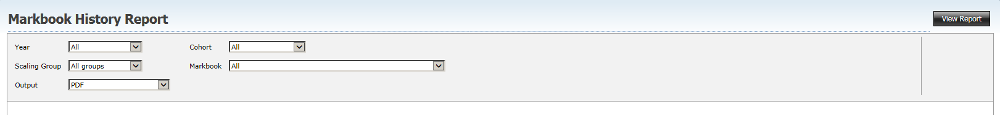 Markbook History Report
View Report
Year All Cohort All
Scaling Group All groups Markbook All
Output PDF